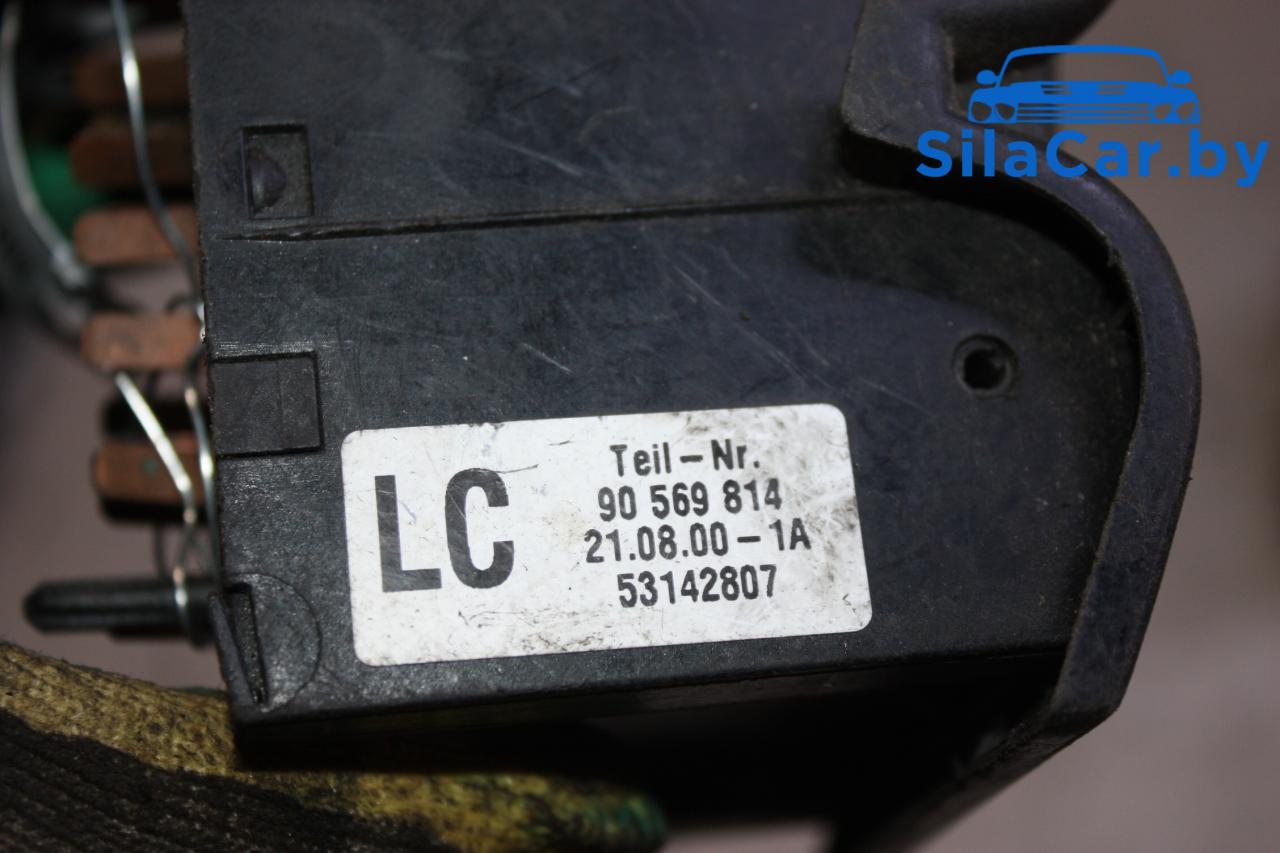 SilaCar.by
LC
Teil-Nr.
90 569 814
21.08.00-1A
53142807